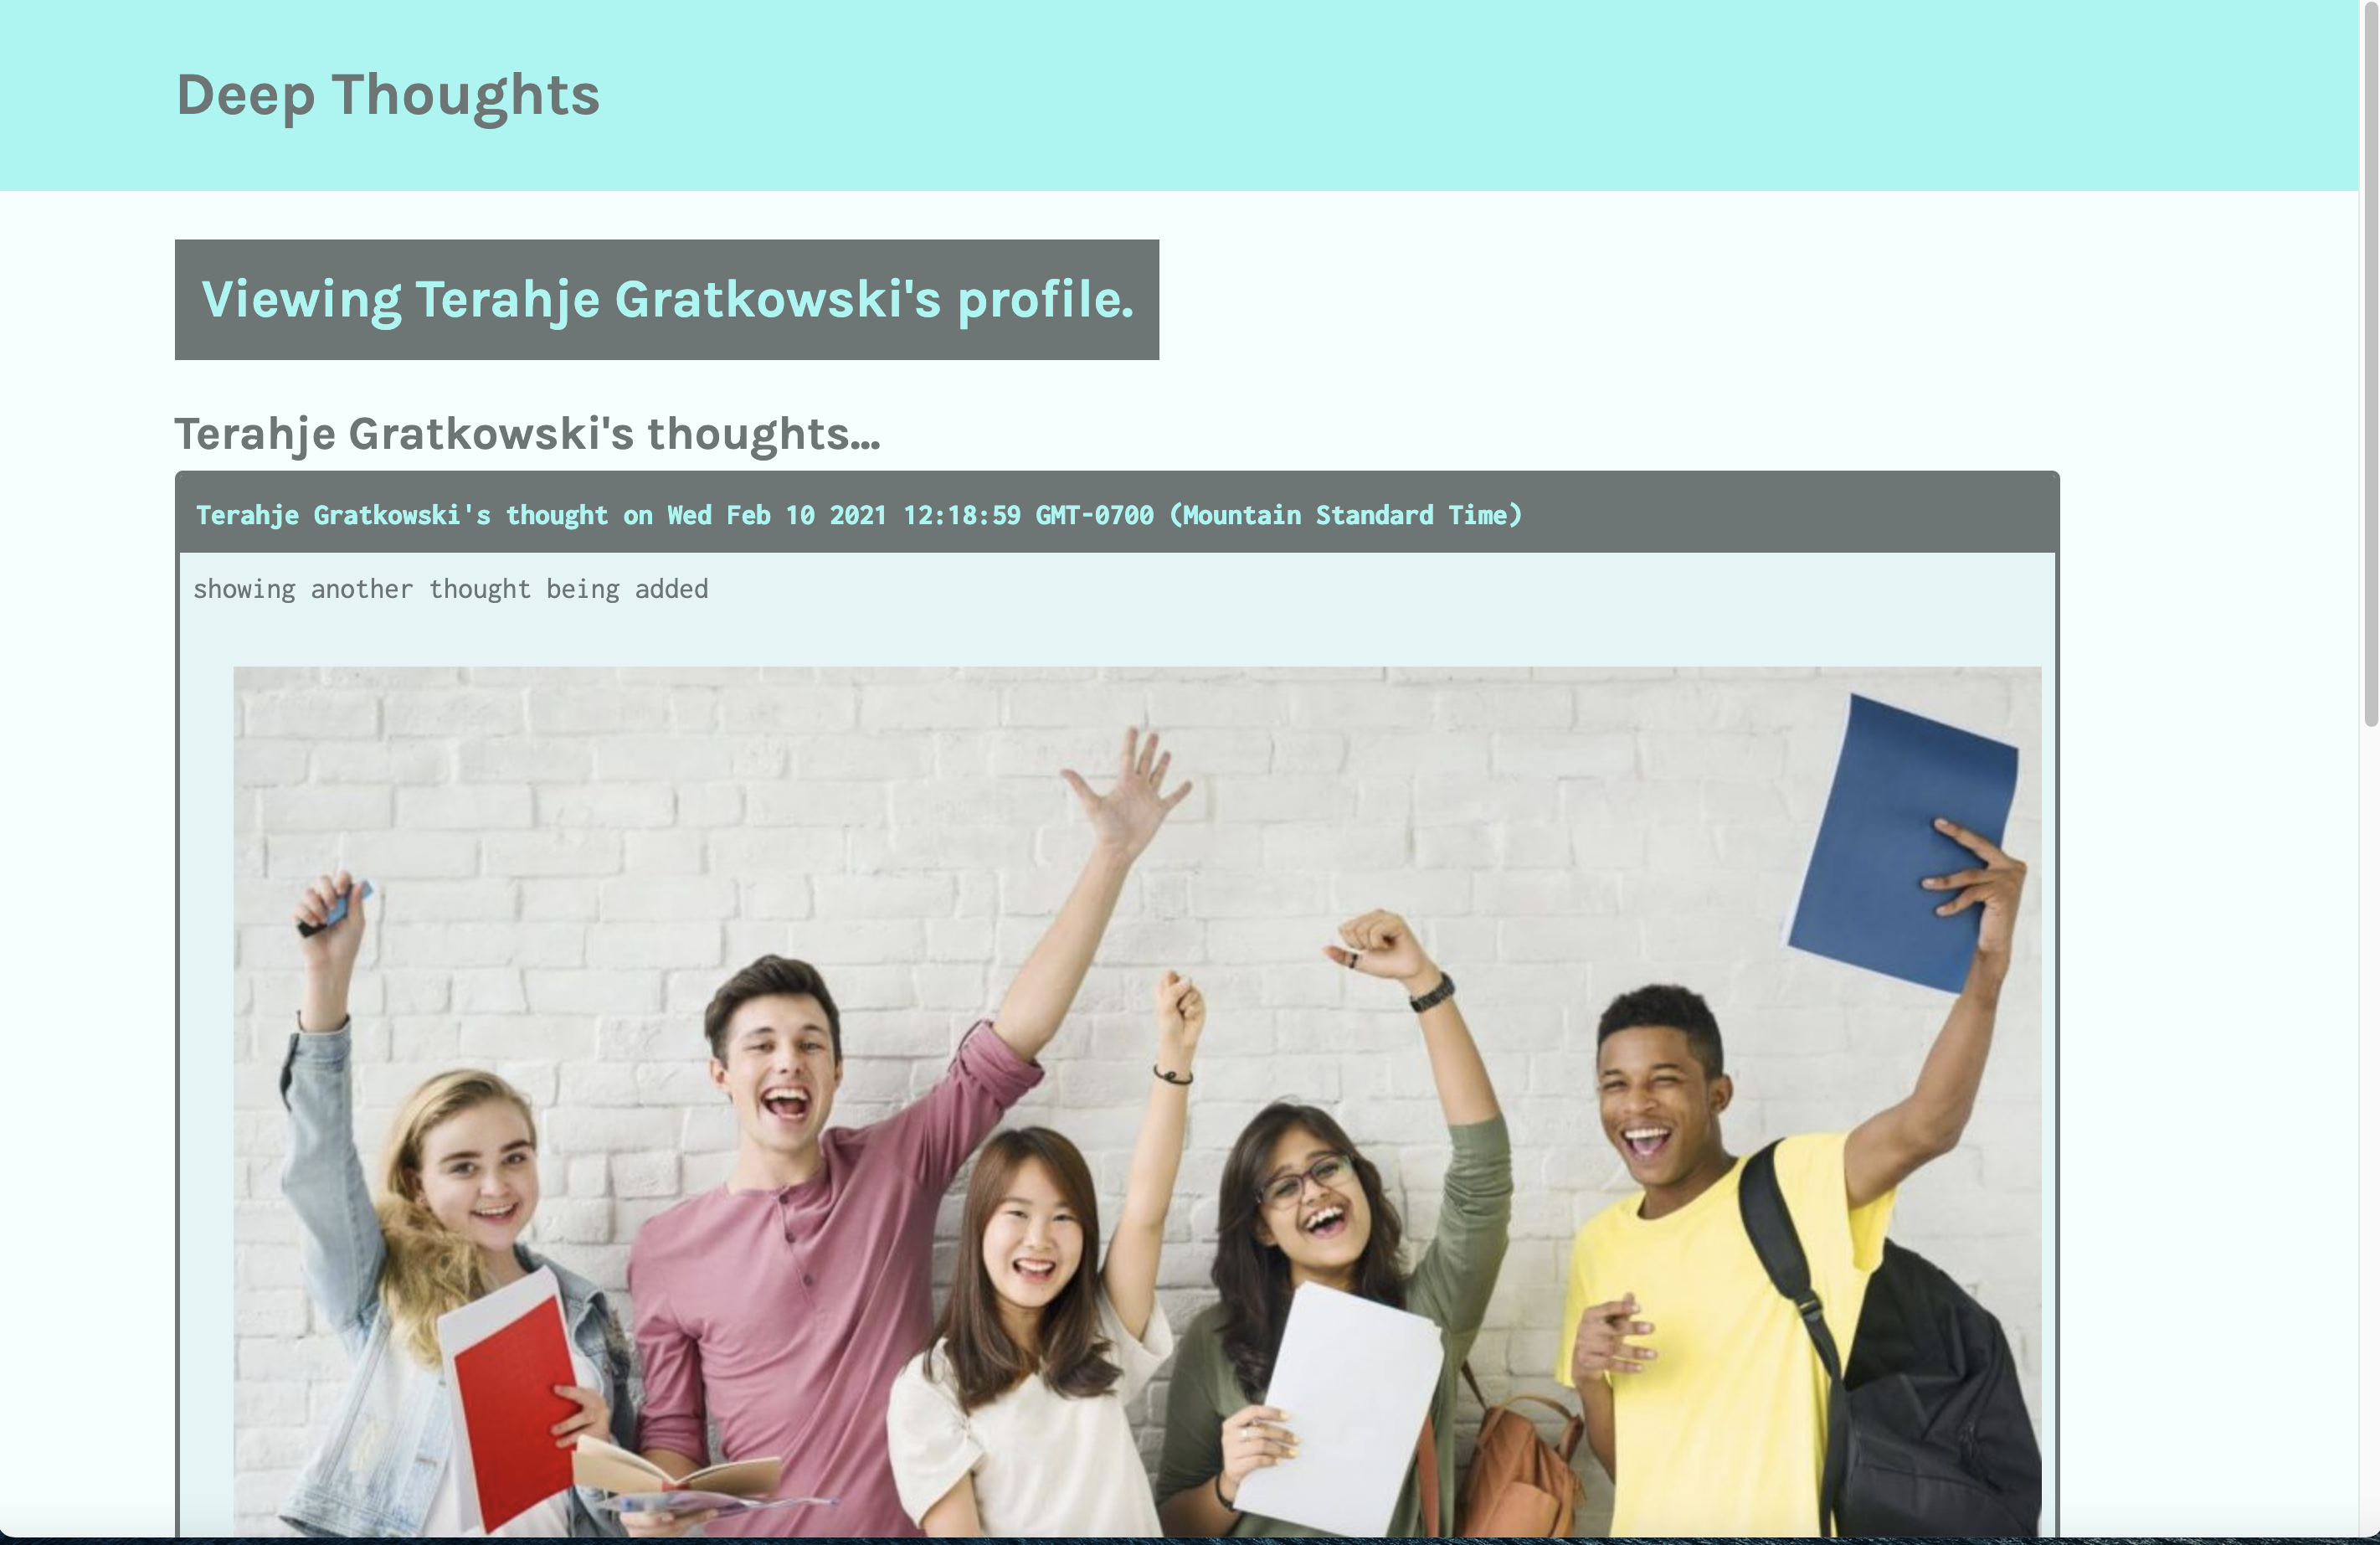 Deep Thoughts
Viewing Terahje Gratkowski's profile.
Terahje Gratkowski's thoughts...
Terahje Gratkowski's thought on Wed Feb 10 2021 12:18:59 GMT-0700 (Mountain Standard Time)
showing another thought being added